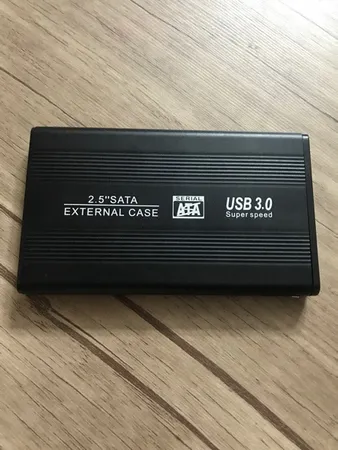 2.5"SATA
EXTERNAL CASE
SERIAL
ATA
USB 3.0
Super speed